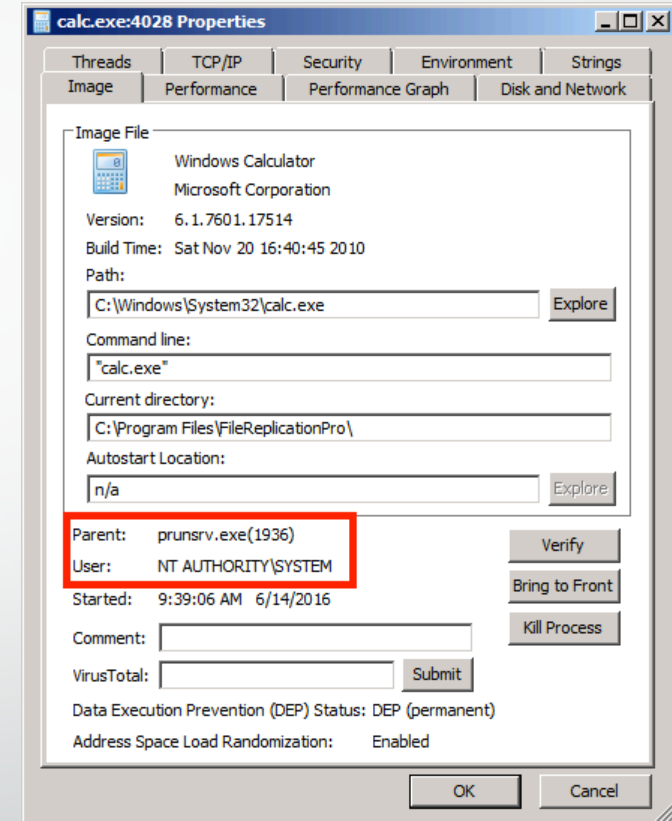 calc.exe:4028 Properties
Threads TCP/IP Security Environment Strings
Image Performance Performance Graph Disk and Network
Image File
Windows Calculator
Microsoft Corporation
Version: 6.1.7601.17514
Build Time: Sat Nov 20 16:40:45 2010
Path:
C:\Windows\System32\calc.exe Explore
Command line:
"calc.exe"
Current directory:
C:\Program Files\FileReplicationPro\
Autostart Location:
n/a Explore
Parent: prunsrv.exe(1936) Verify
User: NT AUTHORITY\SYSTEM
Started: 9:39:06 AM 6/14/2016 Bring to Front
Comment: Kill Process
VirusTotal: Submit
Data Execution Prevention (DEP) Status: DEP (permanent)
Address Space Load Randomization: Enabled
OK Cancel